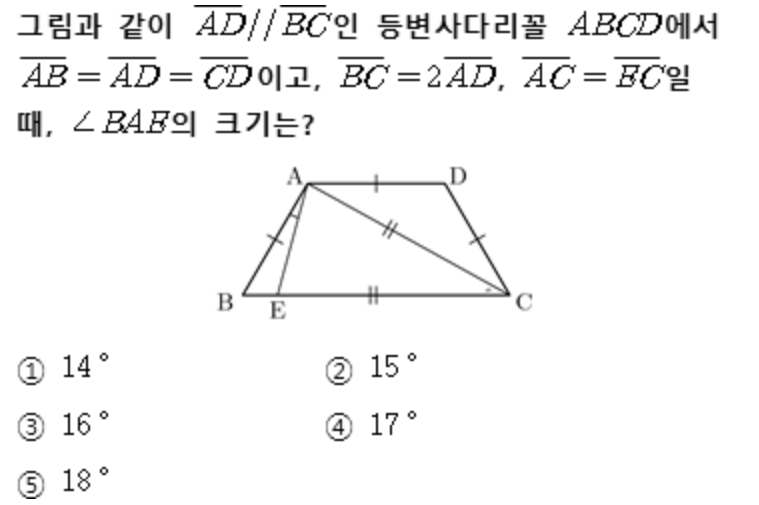 그림과 같이 AD//BC인 등변사다리꼴 ABCD에서
AB=AD=CD이고, BC=2AD, AC=EC일
때, ∠BAE의 크기는?
A D
B E C
① 14° ② 15°
③ 16° ④ 17°
⑤ 18°